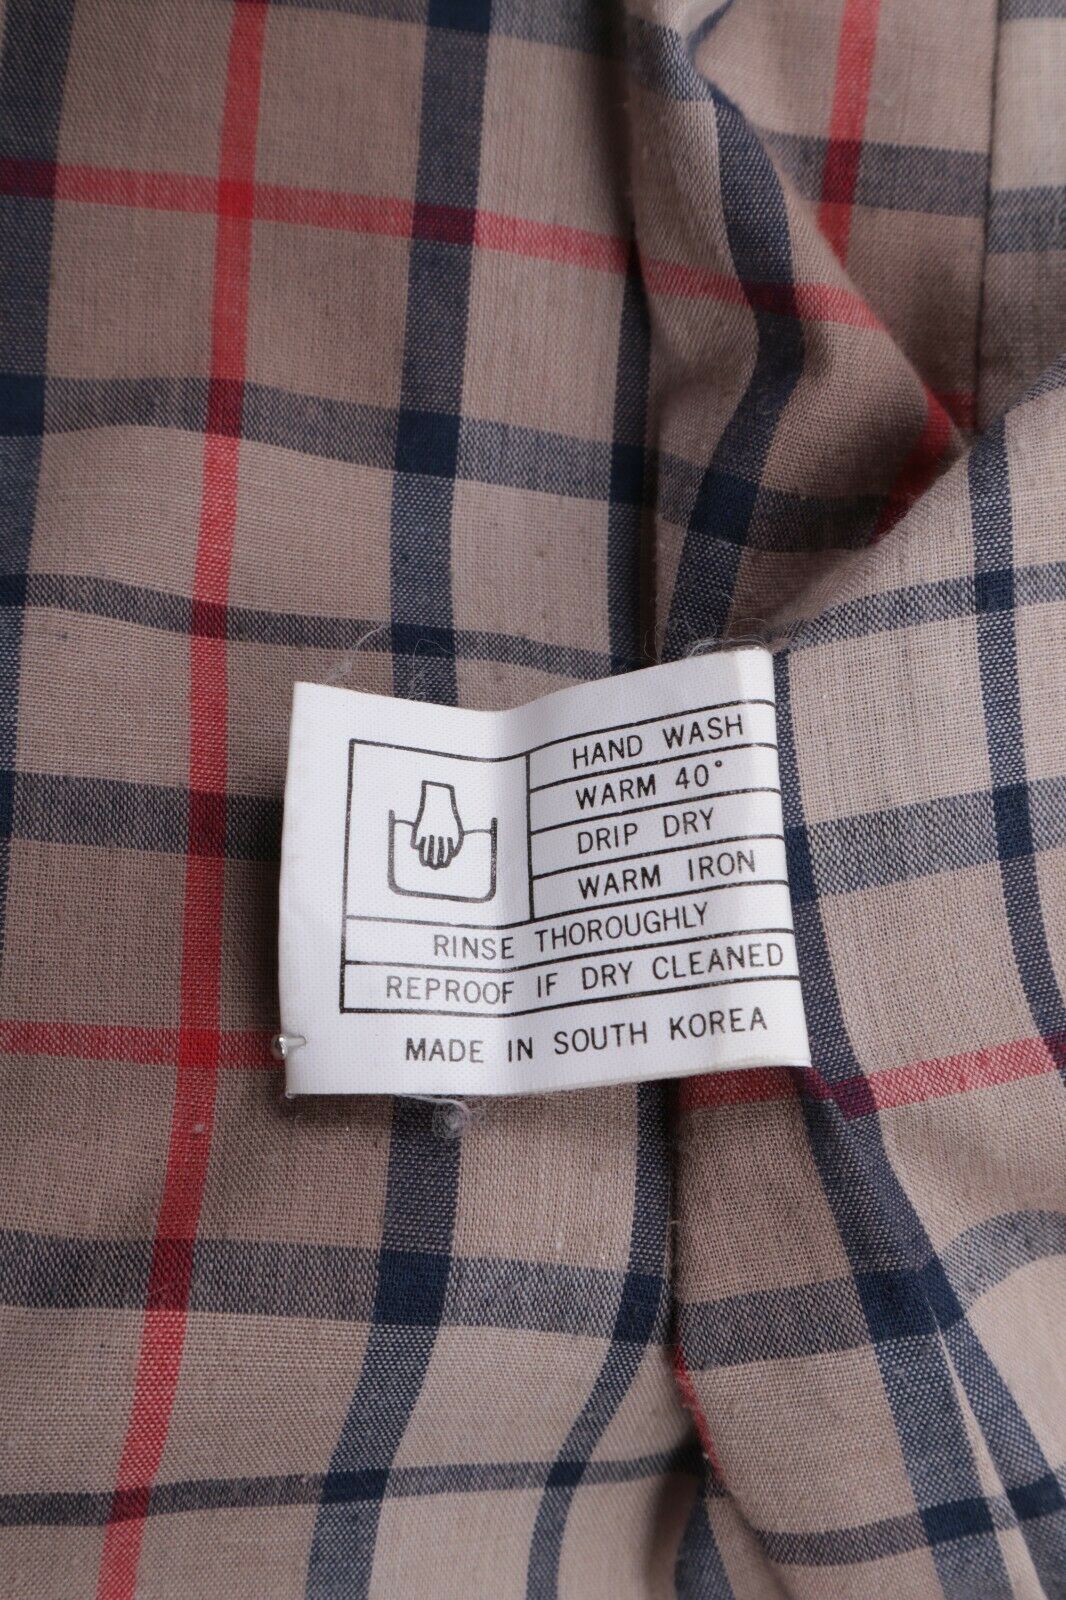 HAND WASH
WARM 40°
DRIP DRY
WARM IRON
RINSE THOROUGHLY
REPROOF IF DRY CLEANED
MADE IN SOUTH KOREA